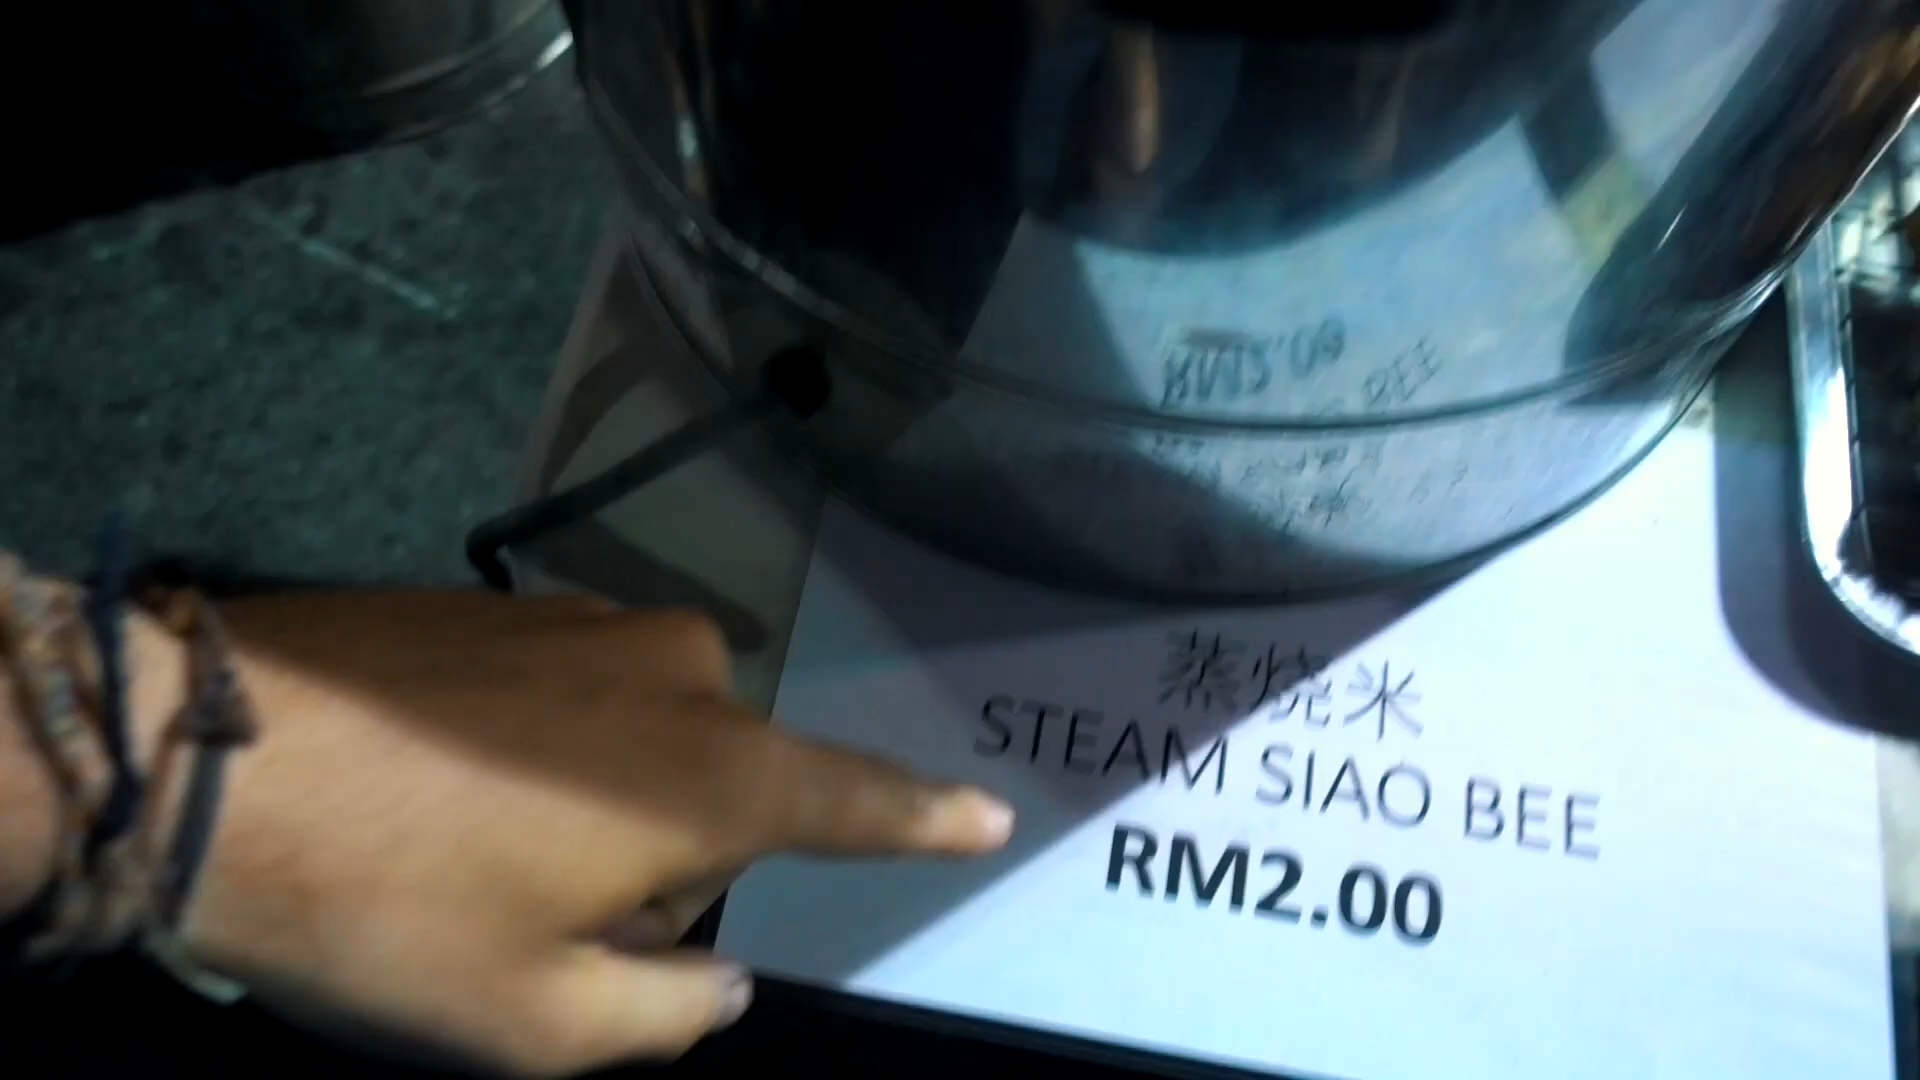 蒸烧米
STEAM SIAO BEE
RM2.00